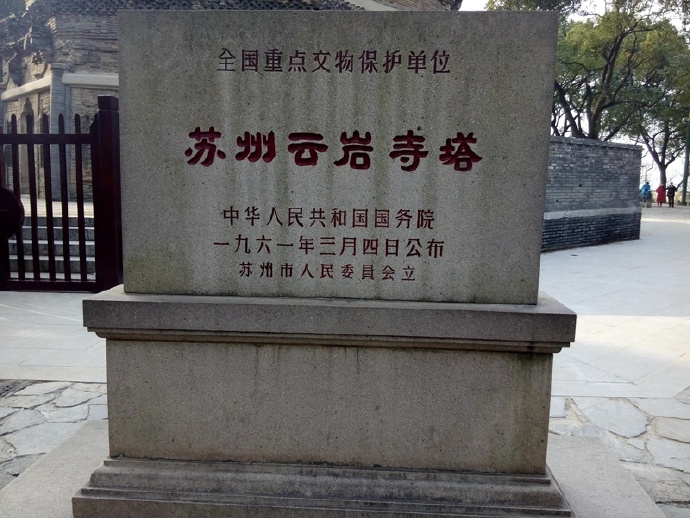 全国重点文物保护单位
苏州云岩寺塔
中华人民共和国国务院
一九六一年三月四日公布
苏州市人民委員会立